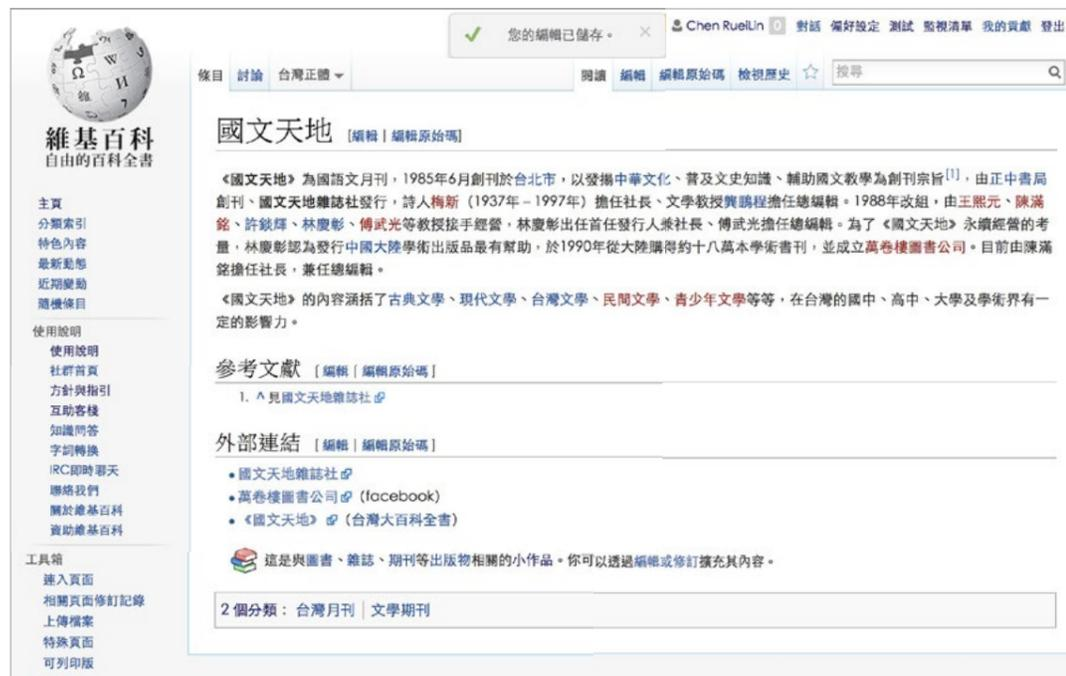 您的編輯已儲存。 ×
Chen RueiLin 0 對話 偏好設定 測試 監視清單 我的貢獻 登出
條目 討論 台灣正體
閱讀 編輯 編輯原始碼 檢視歷史 搜尋
維基百科
自由的百科全書
主頁
分類索引
特色內容
最新動態
近期變動
隨機條目
使用說明
使用說明
社群首頁
方針與指引
互助客棧
知識問答
字詞轉換
IRC即時聊天
聯絡我們
關於維基百科
資助維基百科
工具箱
連入頁面
相關頁面修訂記錄
上傳檔案
特殊頁面
可列印版
國文天地 [編輯 | 編輯原始碼]
《國文天地》為國語文月刊,1985年6月創刊於台北市,以發揚中華文化、普及文史知識、輔助國文教學為創刊宗旨[1],由正中書局
創刊、國文天地雜誌社發行,詩人梅新(1937年-1997年)擔任社長、文學教授龔鵬程擔任總編輯。1988年改組,由王熙元、陳滿
銘、許錟輝、林慶彰、傅武光等教授接手經營,林慶彰出任首任發行人兼社長、傅武光擔任總編輯。為了《國文天地》永續經營的考
量,林慶彰認為發行中國大陸學術出版品最有幫助,於1990年從大陸購得約十八萬本學術書刊,並成立萬卷樓圖書公司。目前由陳滿
銘擔任社長,兼任總編輯。
《國文天地》的內容涵括了古典文學、現代文學、台灣文學、民間文學、青少年文學等等,在台灣的國中、高中、大學及學術界有一
定的影響力。
參考文獻 [編輯 | 編輯原始碼]
1. ^ 見國文天地雜誌社
外部連結 [編輯 | 編輯原始碼]
• 國文天地雜誌社
• 萬卷樓圖書公司 (facebook)
• 《國文天地》 (台灣大百科全書)
這是與圖書、雜誌、期刊等出版物相關的小作品。你可以透過編輯或修訂擴充其內容。
2 個分類: 台灣月刊 | 文學期刊